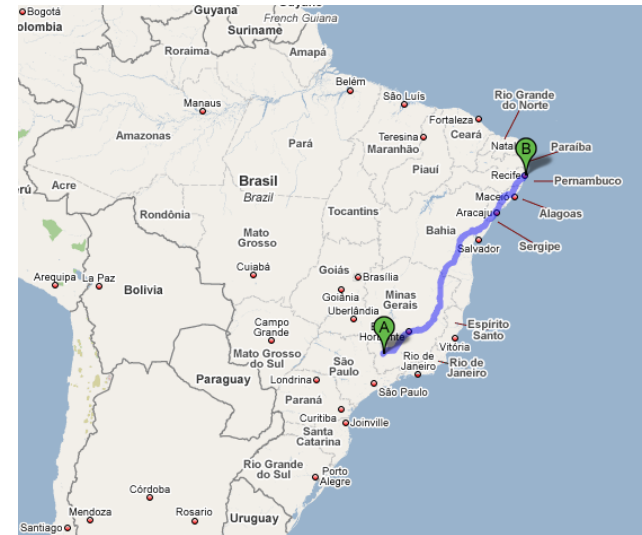 Bogotá
olombia
Guyana
French Guiana
Suriname
Roraima
Amapá
Belém
São Luís
Manaus
Fortaleza
Rio Grande
do Norte
Ceará
Teresina
Maranhão
Natal
Paraíba
B
Amazonas
Pará
Piauí
Recife
Pernambuco
Acre
Brasil
Brazil
Maceió
Alagoas
Tocantins
Aracaju
Rondônia
Bahia
Sergipe
Mato
Grosso
Salvador
Arequipa
La Paz
Cuiabá
Goiás
Brasília
Bolivia
Goiânia
Minas
Gerais
Uberlândia
A
Campo
Grande
Espírito
Santo
Mato Grosso
do Sul
São
Paulo
Vitória
Rio de
Janeiro
Rio de
Janeiro
Paraguay
Londrina
São Paulo
Paraná
Curitiba
Joinville
Santa
Catarina
Rio Grande
do Sul
Porto
Alegre
Córdoba
Mendoza
Rosario
Santiago
Uruguay